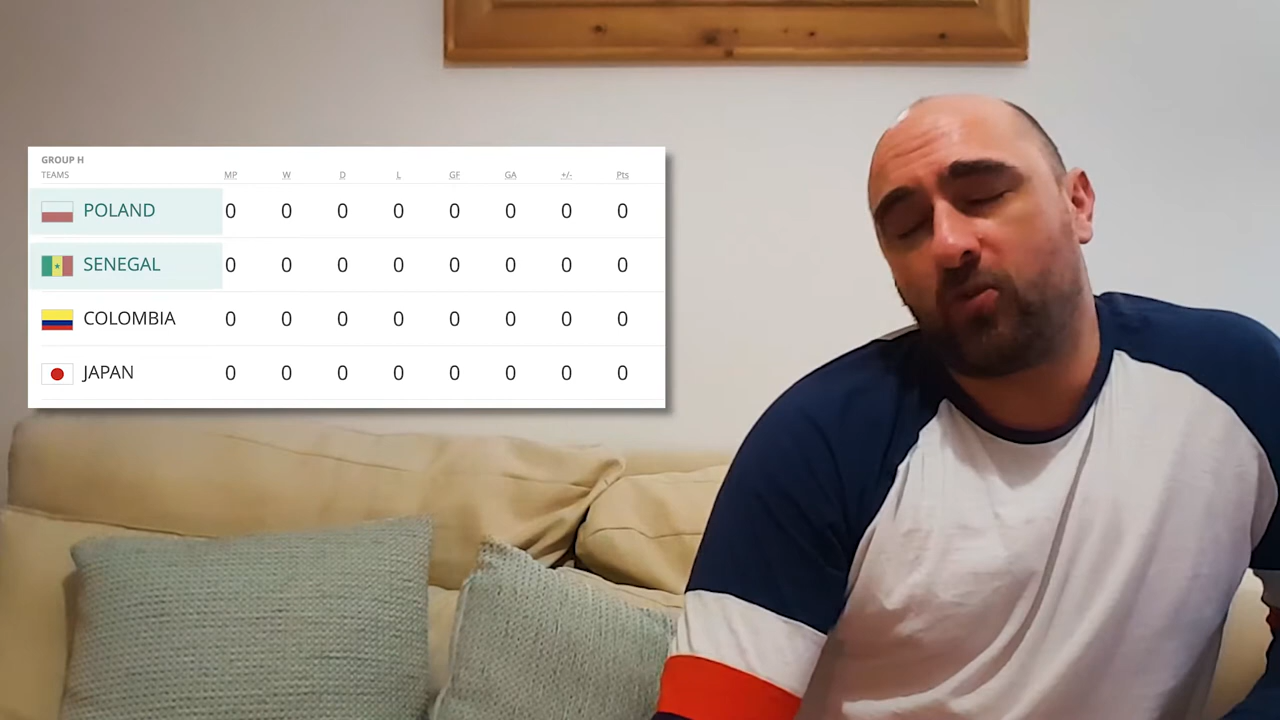 GROUP H
TEAMS MP W D L GF GA +/- Pts
POLAND 0 0 0 0 0 0 0 0
SENEGAL 0 0 0 0 0 0 0 0
COLOMBIA 0 0 0 0 0 0 0 0
JAPAN 0 0 0 0 0 0 0 0